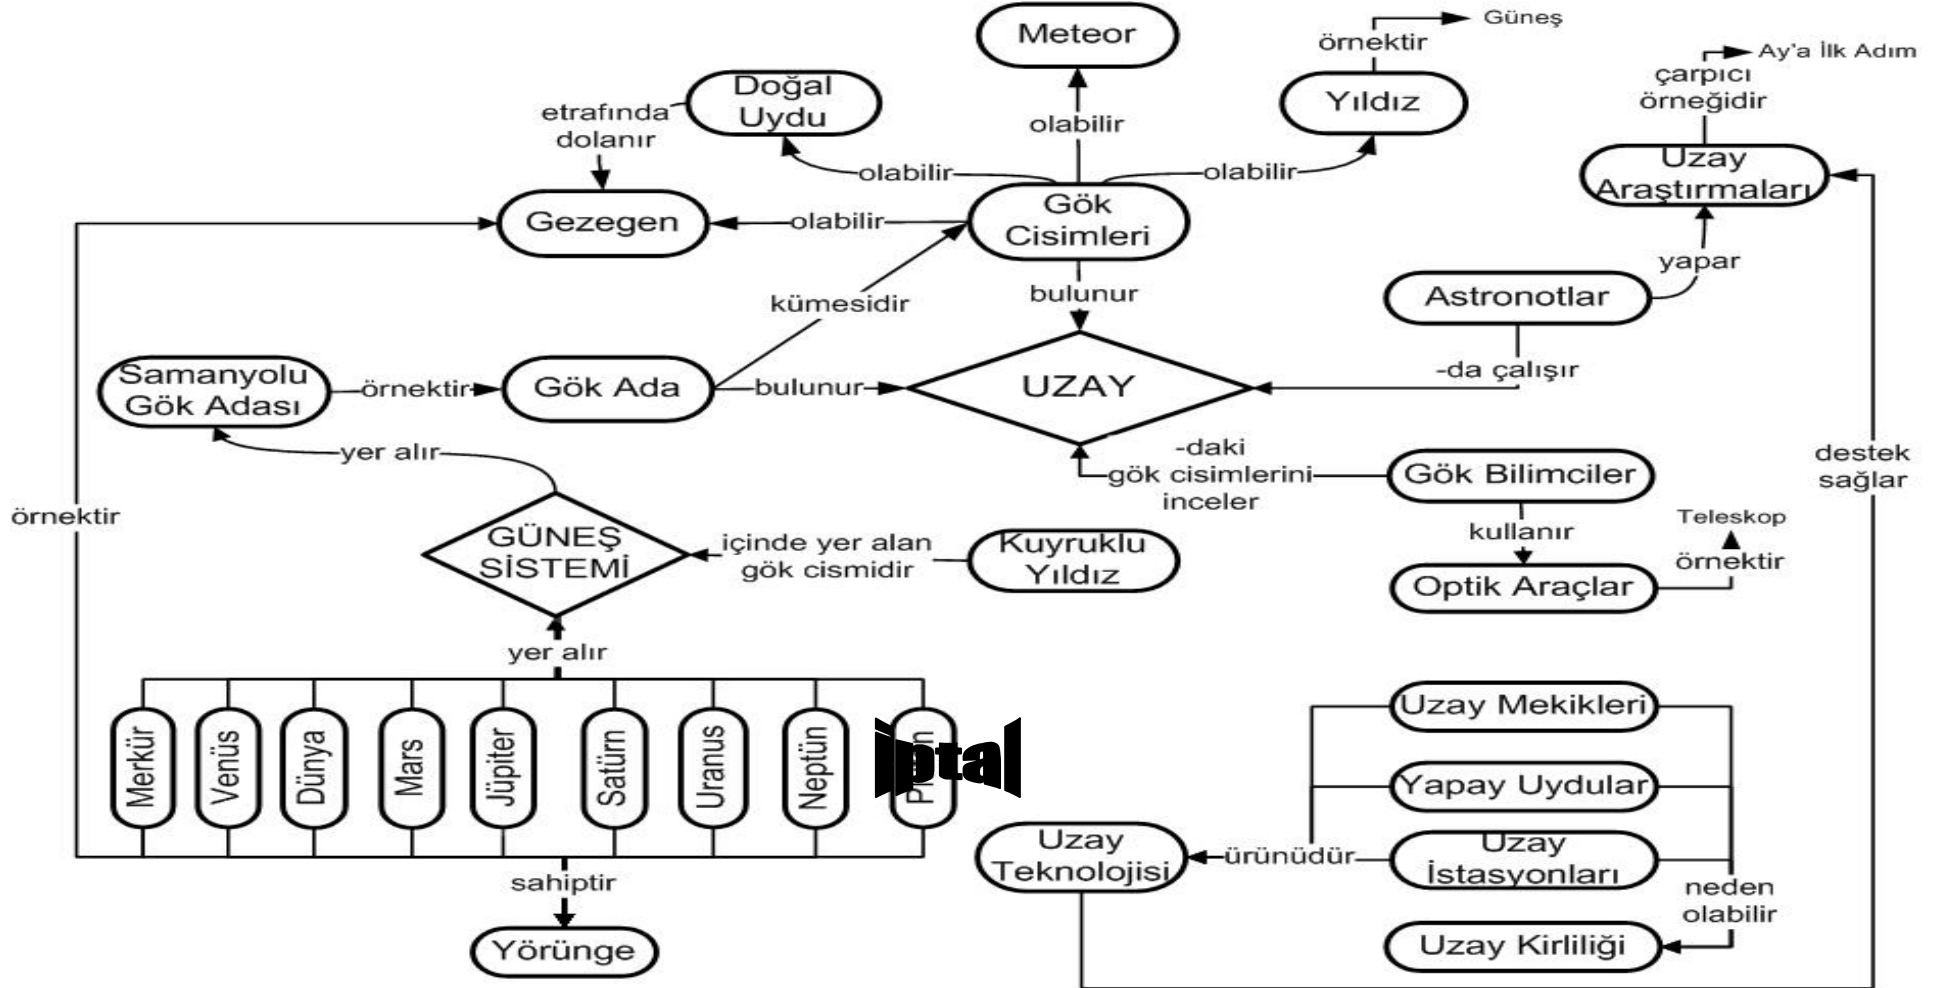 Meteor
Güneş
örnektir
Ay'a İlk Adım
çarpıcı
örneğidir
Doğal
Uydu
Yıldız
etrafında
dolanır
olabilir
olabilir
olabilir
Uzay
Araştırmaları
Gezegen
olabilir
Gök
Cisimleri
yapar
kümesidir
bulunur
Astronotlar
Samanyolu
Gök Adası
örnektir
Gök Ada
bulunur
UZAY
-da çalışır
yer alır
-daki
gök cisimlerini
inceler
Gök Bilimciler
destek
sağlar
örnektir
GÜNEŞ
SİSTEMİ
içinde yer alan
gök cismidir
Kuyruklu
Yıldız
kullanır
Teleskop
örnektir
Optik Araçlar
yer alır
Merkür
Venüs
Dünya
Mars
Jüpiter
Satürn
Uranus
Neptün
iptal
Uzay Mekikleri
Yapay Uydular
Uzay
Teknolojisi
ürünüdür
Uzay
İstasyonları
sahiptir
neden
olabilir
Yörünge
Uzay Kirliliği